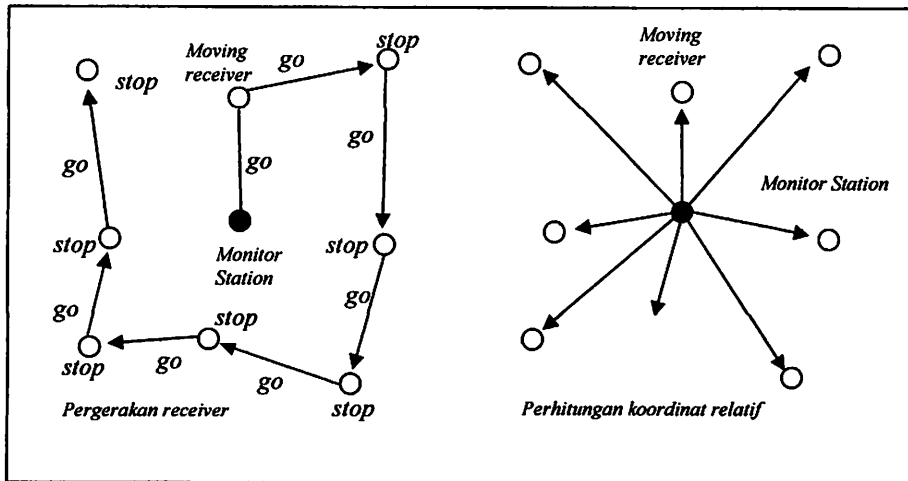 Moving
receiver
go
stop
stop
go
go
go
Monitor
Station
stop
stop
go
go
stop
go
go
stop
stop
Pergerakan receiver
Moving
receiver
Monitor Station
Perhitungan koordinat relatif